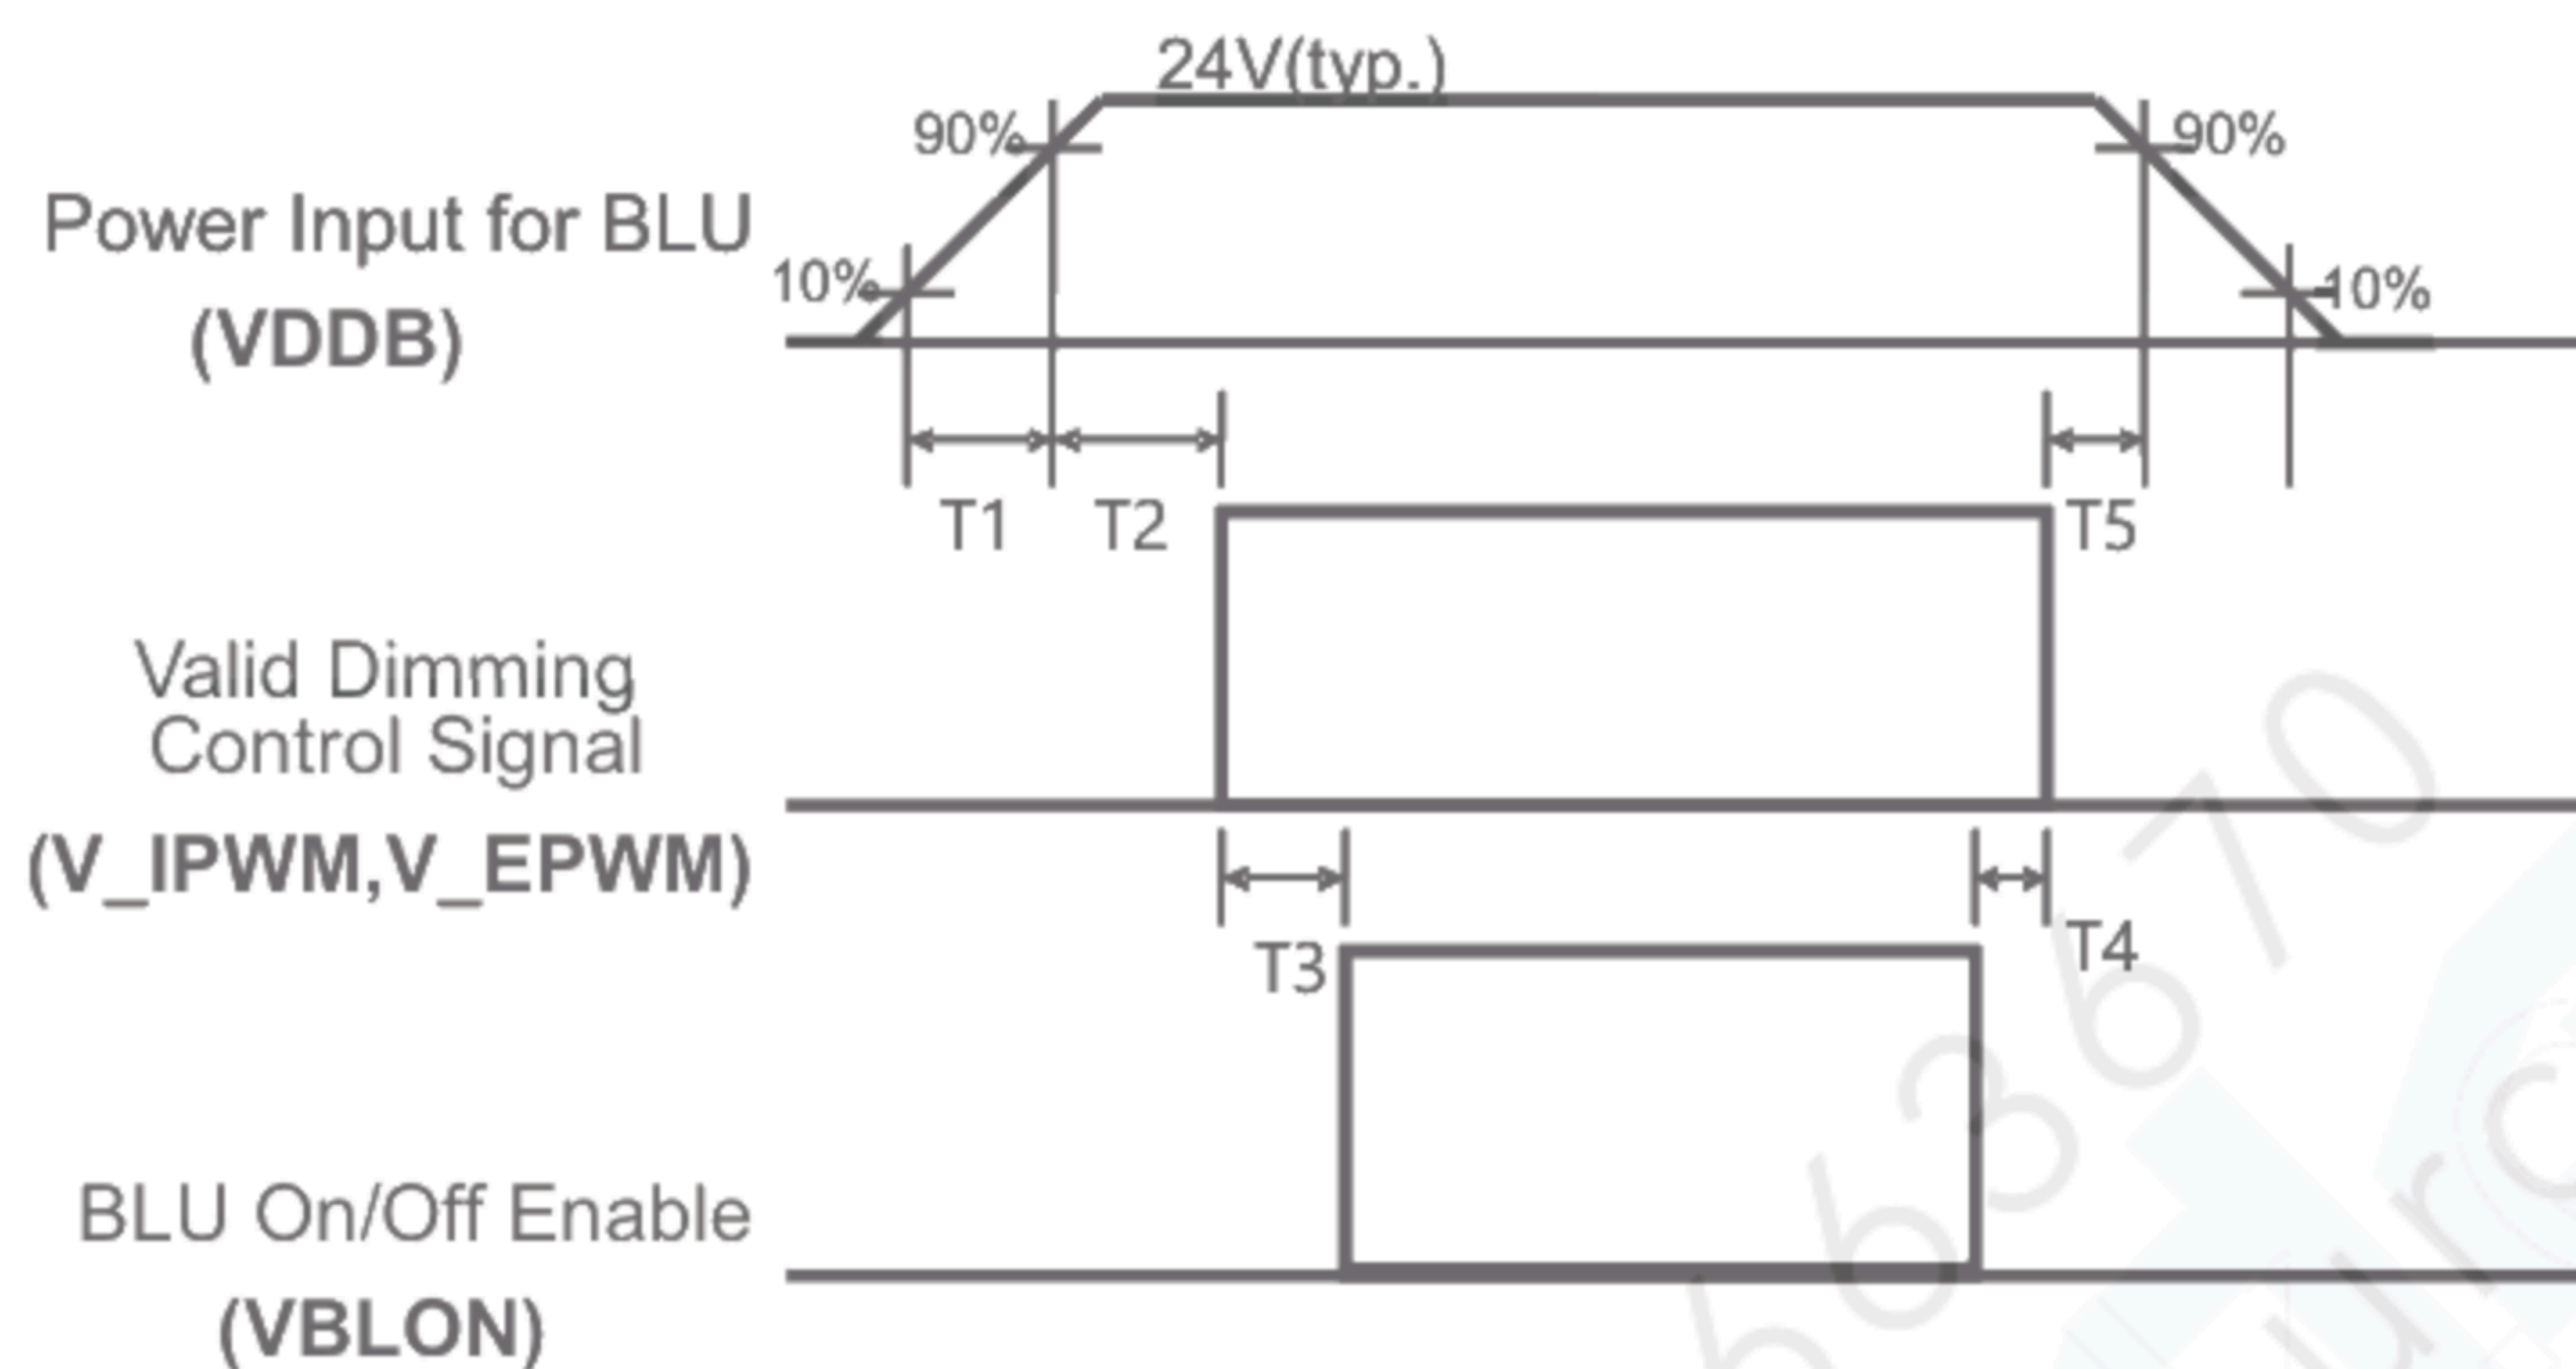 24V(typ.)
90%
90%
Power Input for BLU
10%
10%
(VDDB)
T1
T2
T5
Valid Dimming
Control Signal
(V_IPWM,V_EPWM)
T3
T4
BLU On/Off Enable
(VBLON)
63670